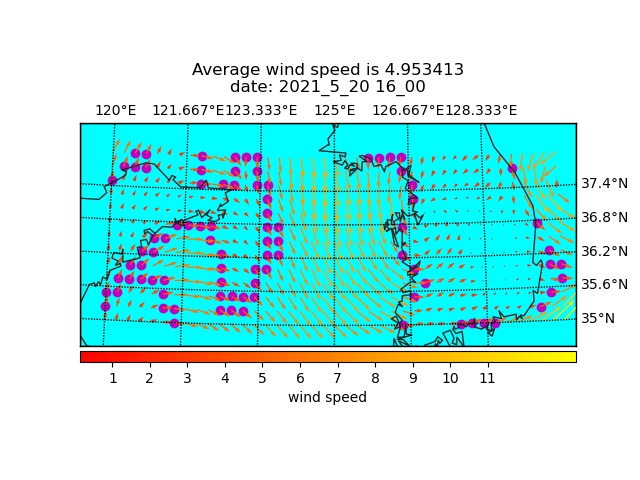 Average wind speed is 4.953413
date: 2021_5_20 16_00
120°E 121.667°E 123.333°E 125°E 126.667°E 128.333°E
37.4°N
36.8°N
36.2°N
35.6°N
35°N
1 2 3 4 5 6 7 8 9 10 11
wind speed